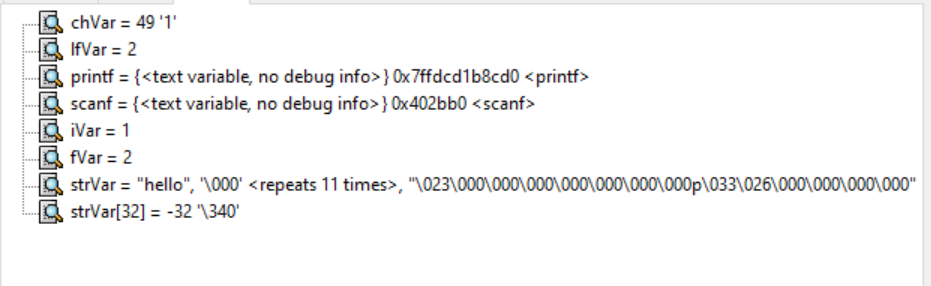 chVar = 49 '1'
lfVar = 2
printf = {<text variable, no debug info>} 0x7ffdcd1b8cd0 <printf>
scanf = {<text variable, no debug info>} 0x402bb0 <scanf>
iVar = 1
fVar = 2
strVar = "hello", '\000' <repeats 11 times>, "\023\000\000\000\000\000\000\000p\033\026\000\000\000\000\000"
strVar[32] = -32 '\340'